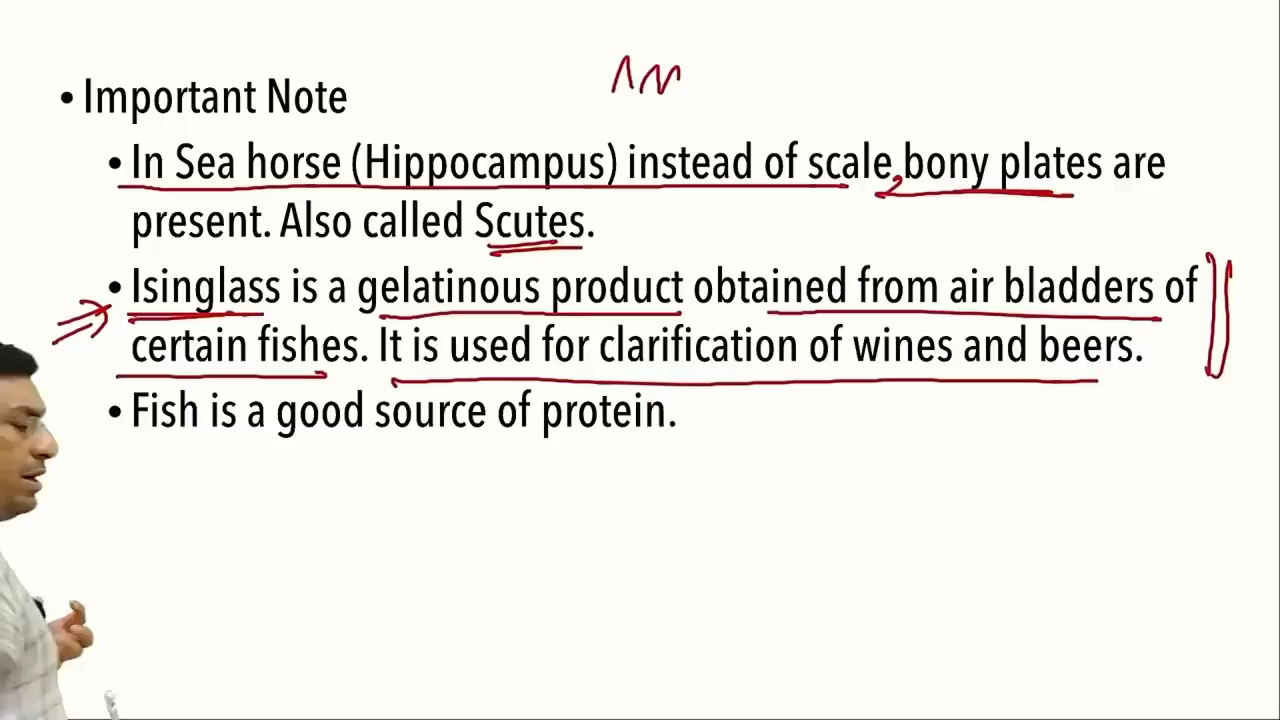 • Important Note
• In Sea horse (Hippocampus) instead of scale bony plates are
present. Also called Scutes.
• Isinglass is a gelatinous product obtained from air bladders of
certain fishes. It is used for clarification of wines and beers.
• Fish is a good source of protein.